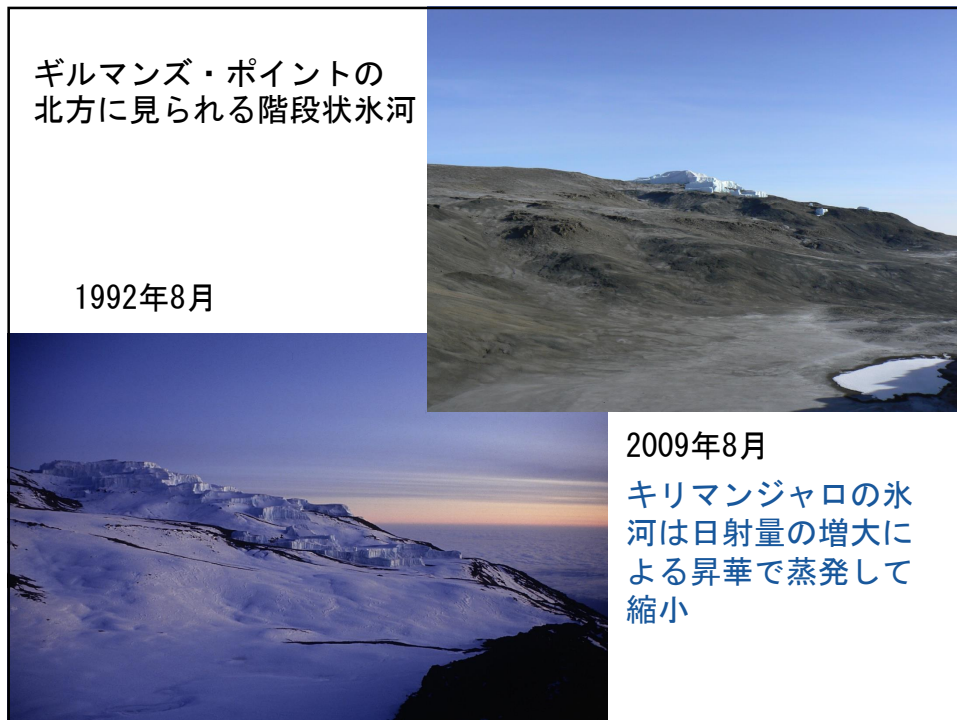 ギルマンズ・ポイントの
北方に見られる階段状氷河
1992年8月
2009年8月
キリマンジャロの氷
河は日射量の増大に
よる昇華で蒸発して
縮小